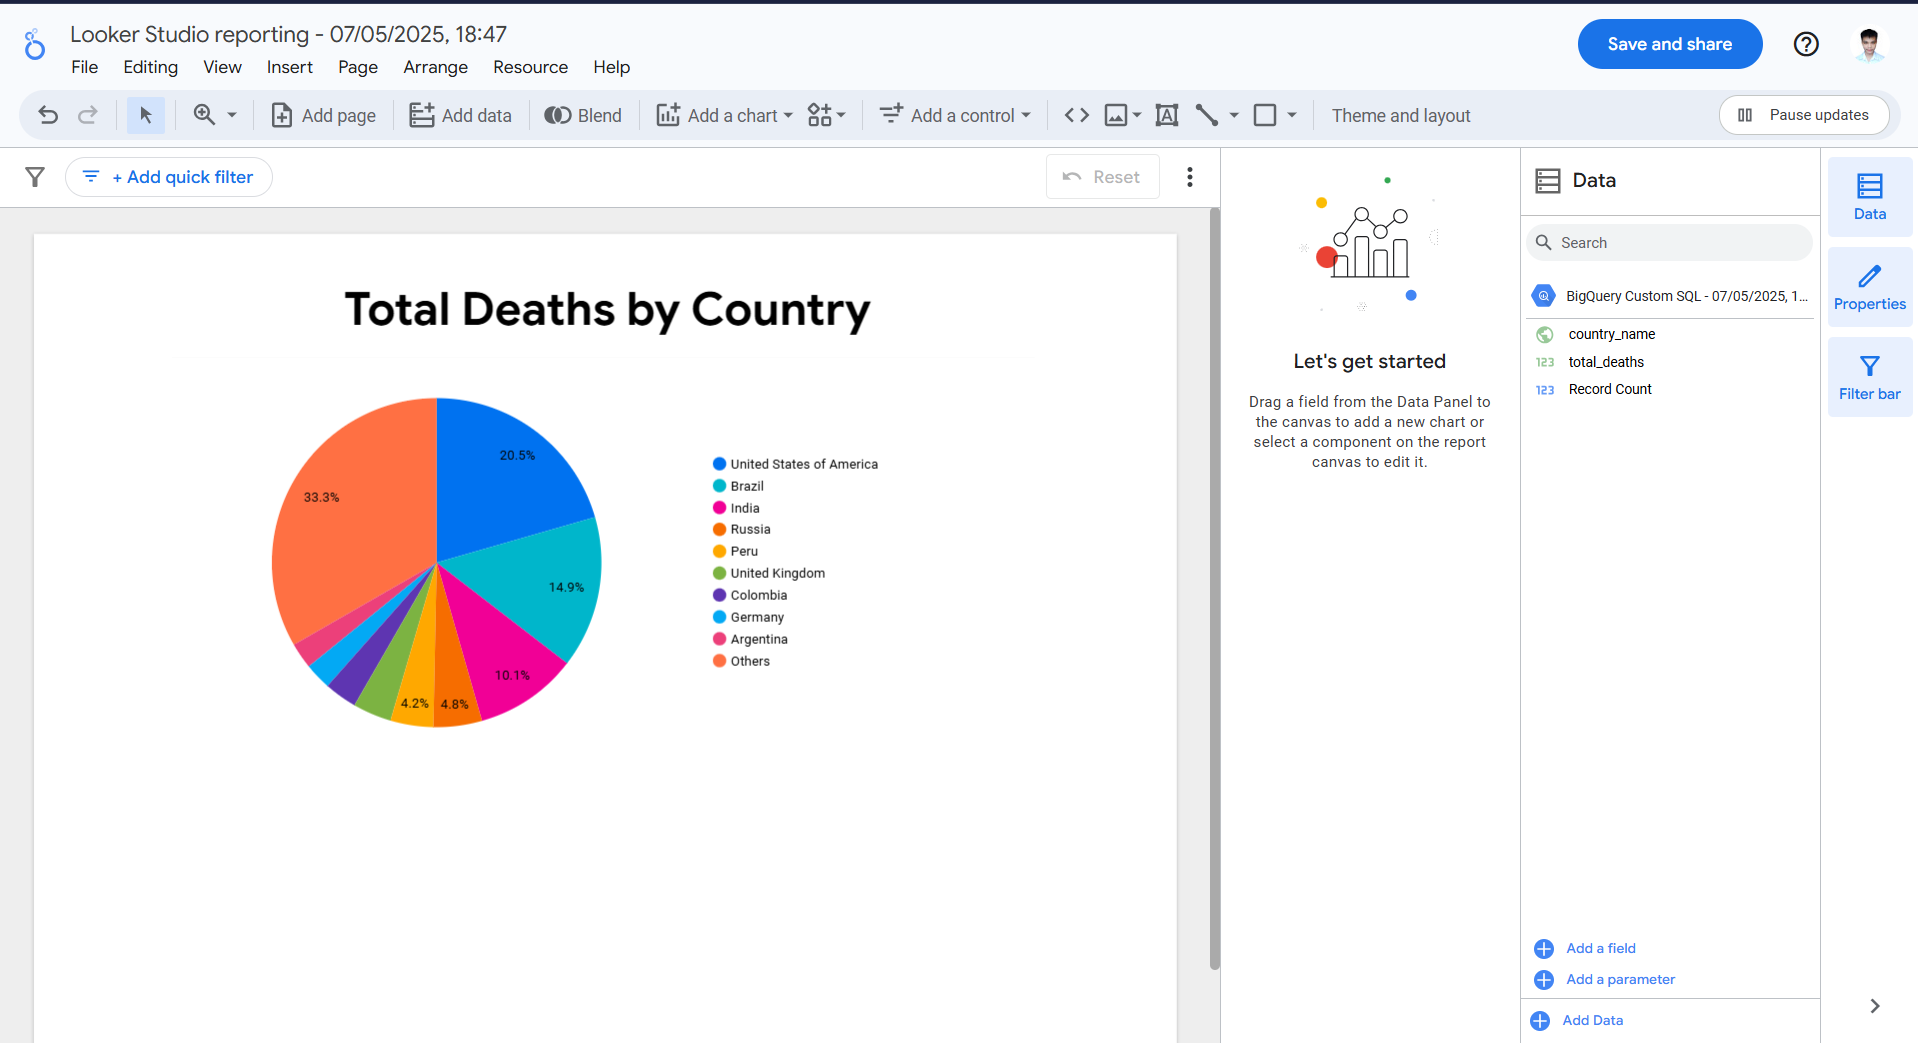 Looker Studio reporting - 07/05/2025, 18:47
File Editing View Insert Page Arrange Resource Help
Save and share
Add page Add data Blend Add a chart Add a control Theme and layout Pause updates
+ Add quick filter
Reset
Total Deaths by Country
20.5%
33.3%
14.9%
10.1%
4.2%
4.8%
United States of America
Brazil
India
Russia
Peru
United Kingdom
Colombia
Germany
Argentina
Others
Let's get started
Drag a field from the Data Panel to
the canvas to add a new chart or
select a component on the report
canvas to edit it.
Data
Search
BigQuery Custom SQL - 07/05/2025, 1...
country_name
123 total_deaths
123 Record Count
Add a field
Add a parameter
Add Data
Data
Properties
Filter bar